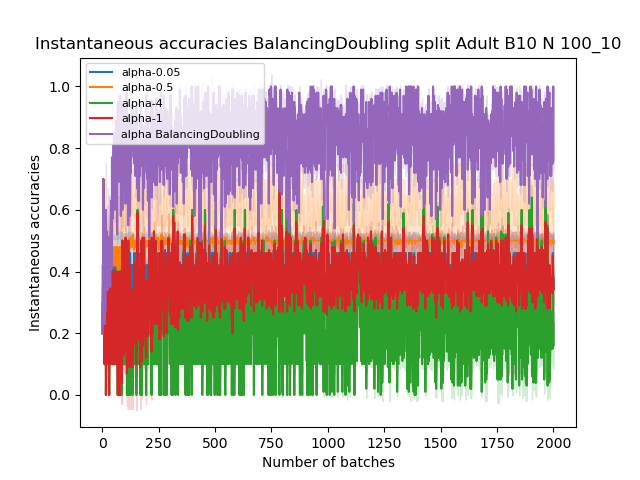 Instantaneous accuracies BalancingDoubling split Adult B10 N 100_10
alpha-0.05
alpha-0.5
alpha-4
alpha-1
alpha BalancingDoubling
Instantaneous accuracies
1.0
0.8
0.6
0.4
0.2
0.0
0 250 500 750 1000 1250 1500 1750 2000
Number of batches